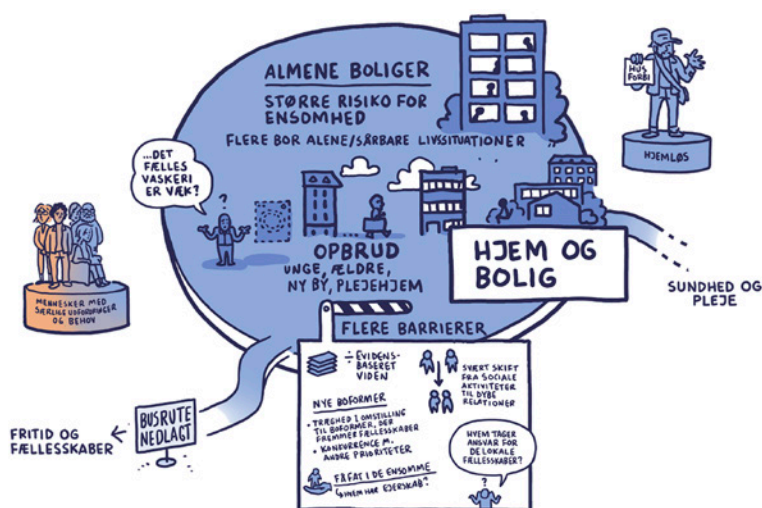 ALMENE BOLIGER
STØRRE RISIKO FOR
ENSOMHED
FLERE BOR ALENE/SÅRBARE LIVSSITUATIONER
HUS
FORBI
HJEMLØS
...DET
FÆLLES
VASKERI
ER VÆK?
?
OPBRUD
UNGE, ÆLDRE,
NY BY, PLEJEHJEM
HJEM OG
BOLIG
SUNDHED OG
PLEJE
MENNESKER MED
SÆRLIGE UDFORDRINGER
OG BEHOV
FLERE BARRIERER
÷ EVIDENS-
BASERET
VIDEN
SVÆRT SKIFT
FRA SOCIALE
AKTIVITETER
TIL DYBE
RELATIONER
NYE BOFORMER
• TRÆGHED I OMSTILLING
TIL BOFORMER, DER
FREMMER FÆLLESSKABER
• KONKURRENCE M.
ANDRE PRIORITETER
FÅ FAT I DE ENSOMME
↳ HVEM HAR EJERSKAB?
HVEM TAGER
ANSVAR FOR
DE LOKALE
FÆLLESSKABER?
?
BUSRUTE
NEDLAGT
FRITID OG
FÆLLESSKABER